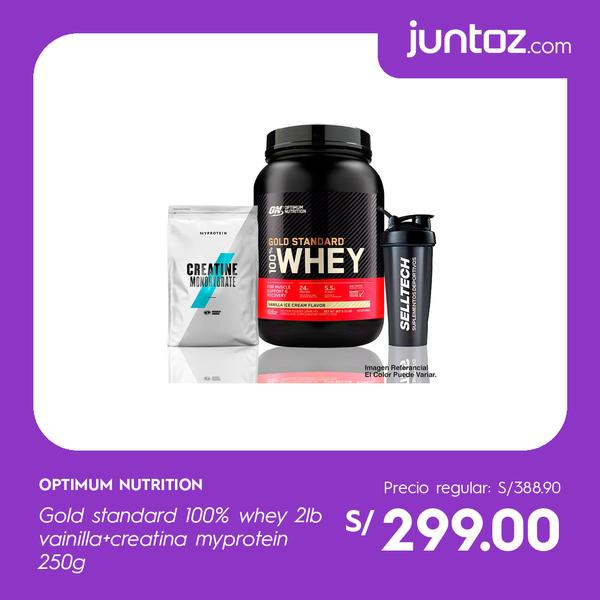 juntoz.com
MYPROTEIN
CREATINE
MONOHYDRATE
ON OPTIMUM
NUTRITION
GOLD STANDARD
100% WHEY
FOR MUSCLE
SUPPORT &
RECOVERY
24g
5.5g
VANILLA ICE CREAM FLAVOR
SELLTECH
SUPLEMENTOS DEPORTIVOS
Imagen Referancial
El Color Puede Variar.
OPTIMUM NUTRITION
Gold standard 100% whey 2lb
vainilla+creatina myprotein
250g
Precio regular: S/388.90
S/ 299.00